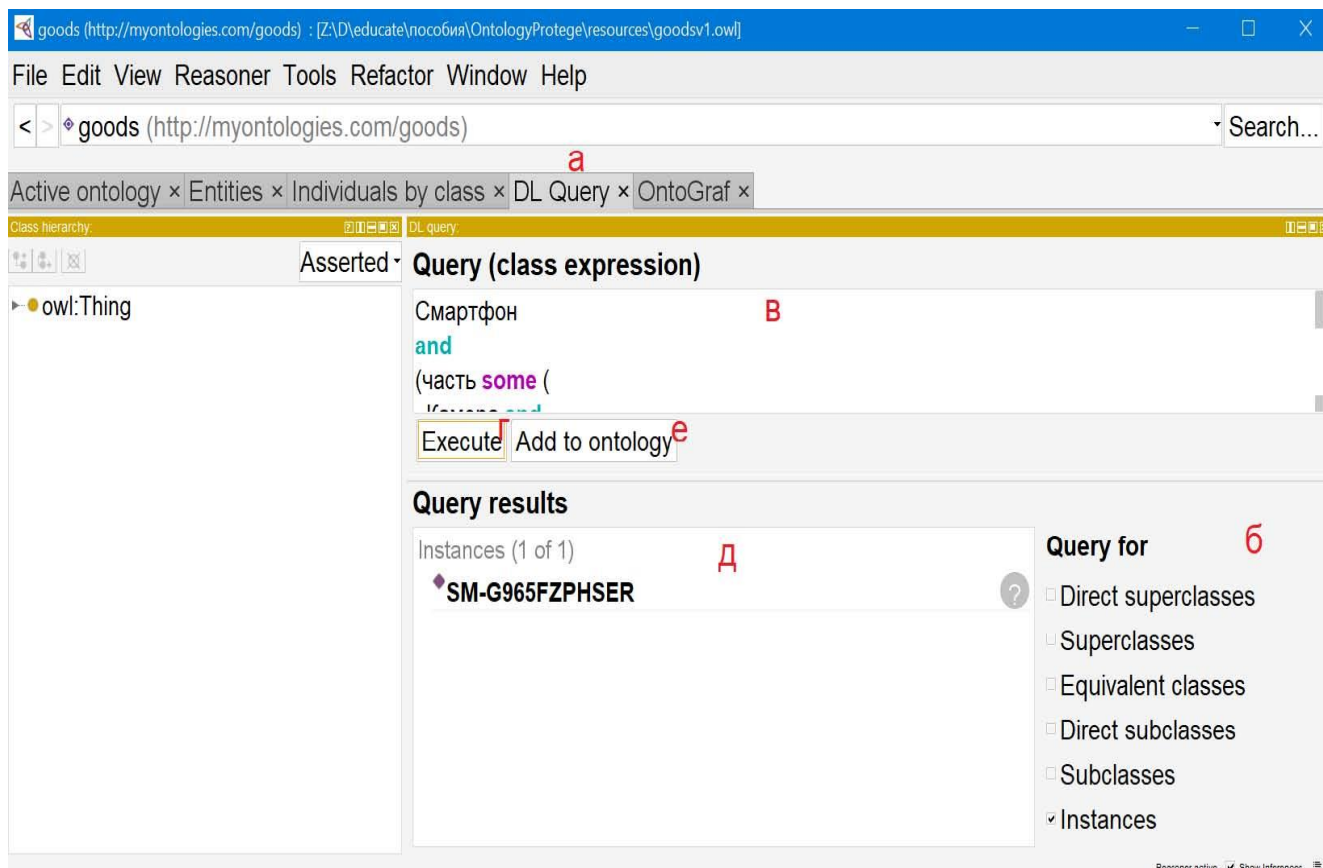 goods (http://myontologies.com/goods) : [Z:\D\educate\пособия\OntologyProtege\resources\goodsv1.owl]
File Edit View Reasoner Tools Refactor Window Help
< > goods (http://myontologies.com/goods) Search...
а
Active ontology × Entities × Individuals by class × DL Query × OntoGraf ×
Class hierarchy: DL query:
Asserted Query (class expression)
owl:Thing
Смартфон в
and
(часть some (
and
Execute г Add to ontology е
Query results
Instances (1 of 1) д
SM-G965FZPHSER ?
Query for б
Direct superclasses
Superclasses
Equivalent classes
Direct subclasses
Subclasses
Instances
Reasoner active Show Inferences